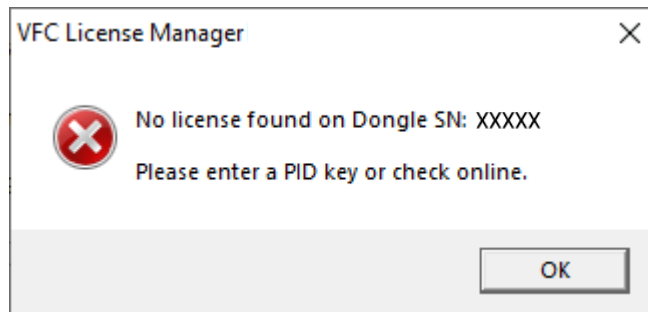 VFC License Manager
No license found on Dongle SN: XXXXX
Please enter a PID key or check online.
OK